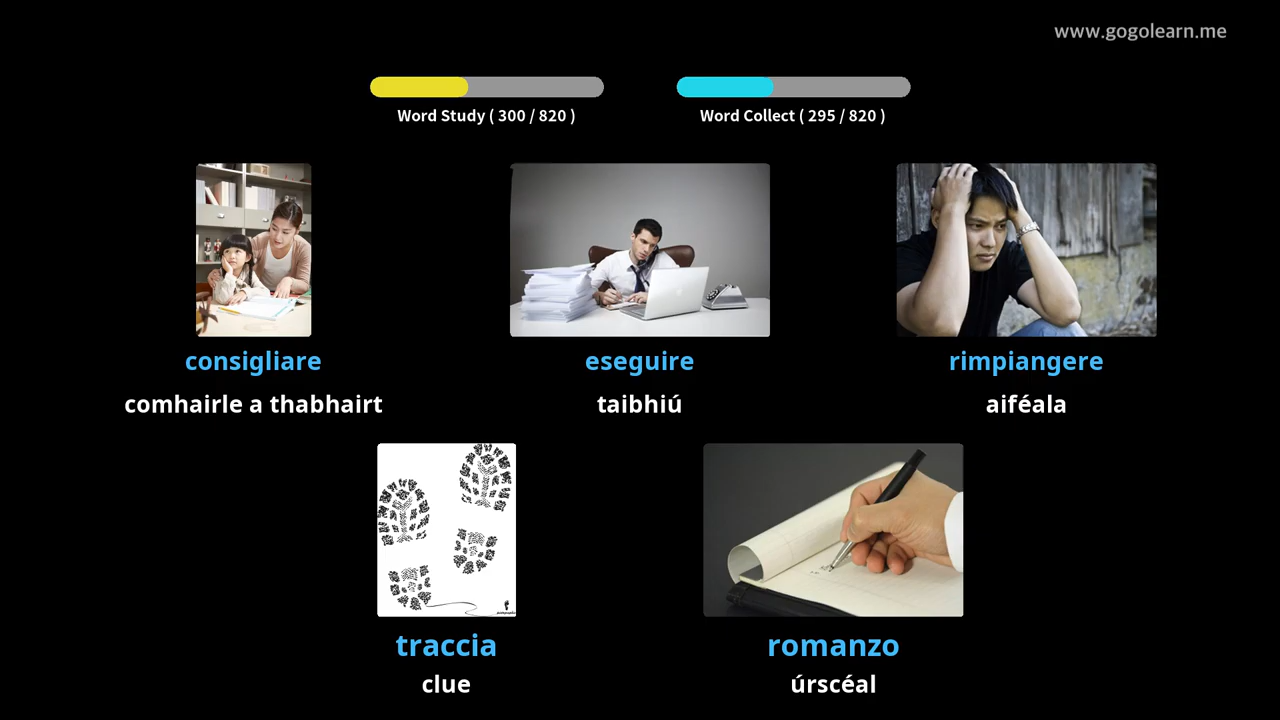 www.gogolearn.me
Word Study ( 300 / 820 )
Word Collect ( 295 / 820 )
consigliare
eseguire
rimpiangere
comhairle a thabhairt
taibhiú
aiféala
traccia
romanzo
clue
úrscéal